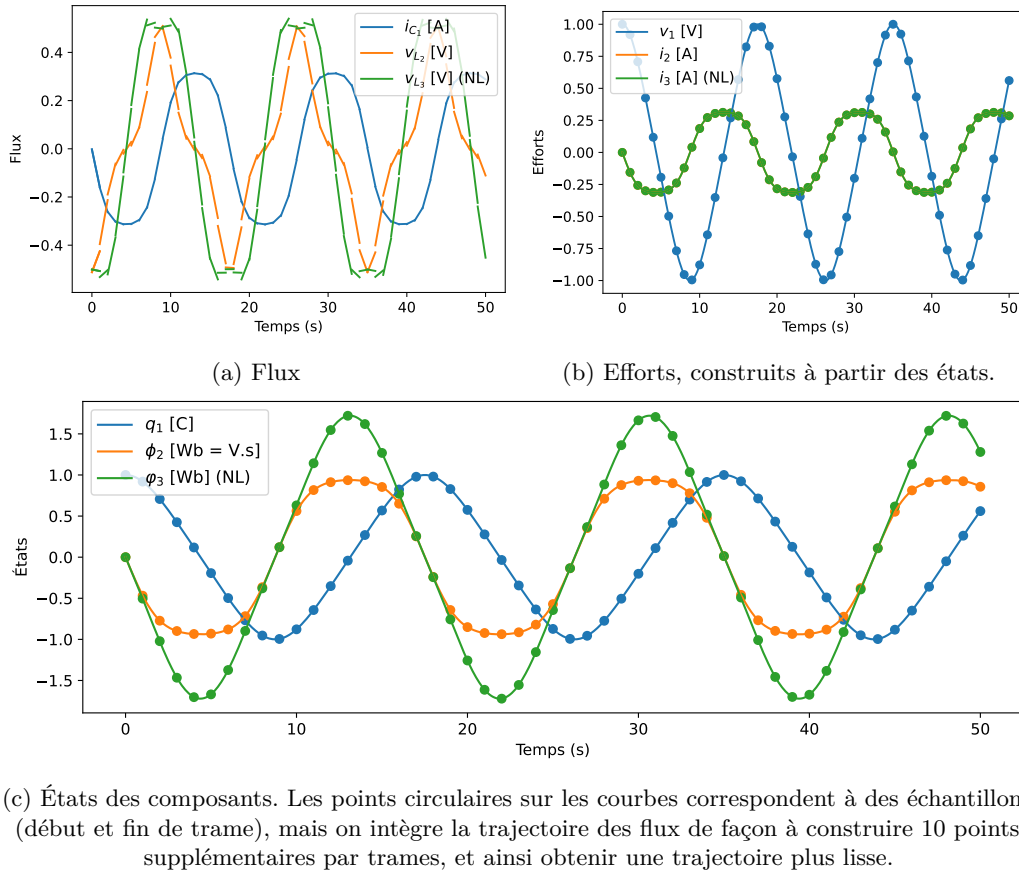 i_{C_1} [A]
v_{L_2} [V]
v_{L_3} [V] (NL)
Flux
0.4
0.2
0.0
−0.2
−0.4
0 10 20 30 40 50
Temps (s)
v_1 [V]
i_2 [A]
i_3 [A] (NL)
Efforts
1.00
0.75
0.50
0.25
0.00
−0.25
−0.50
−0.75
−1.00
0 10 20 30 40 50
Temps (s)
(a) Flux
(b) Efforts, construits à partir des états.
q_1 [C]
ϕ_2 [Wb = V.s]
φ_3 [Wb] (NL)
États
1.5
1.0
0.5
0.0
−0.5
−1.0
−1.5
0 10 20 30 40 50
Temps (s)
(c) États des composants. Les points circulaires sur les courbes correspondent à des échantillon
(début et fin de trame), mais on intègre la trajectoire des flux de façon à construire 10 points
supplémentaires par trames, et ainsi obtenir une trajectoire plus lisse.